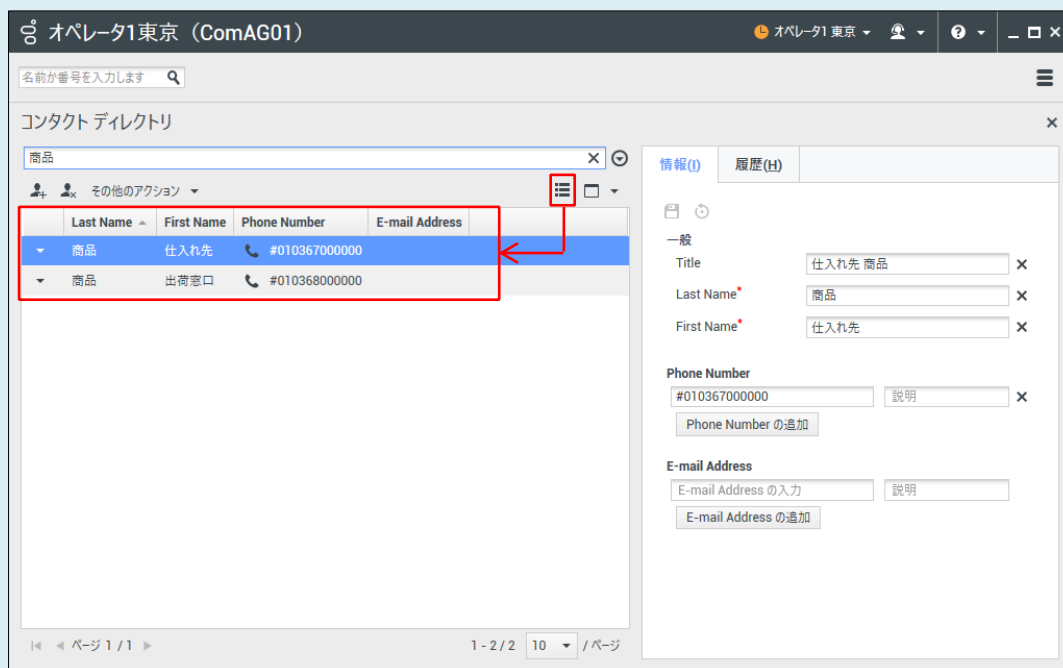 オペレータ1東京（ComAG01）
オペレータ1 東京
名前か番号を入力します
コンタクト ディレクトリ
商品
その他のアクション
Last Name First Name Phone Number E-mail Address
商品 仕入れ先 #010367000000
商品 出荷窓口 #010368000000
ページ 1 / 1
1 - 2 / 2 10 / ページ
情報(I) 履歴(H)
一般
Title 仕入れ先 商品
Last Name* 商品
First Name* 仕入れ先
Phone Number
#010367000000 説明
Phone Number の追加
E-mail Address
E-mail Address の入力 説明
E-mail Address の追加